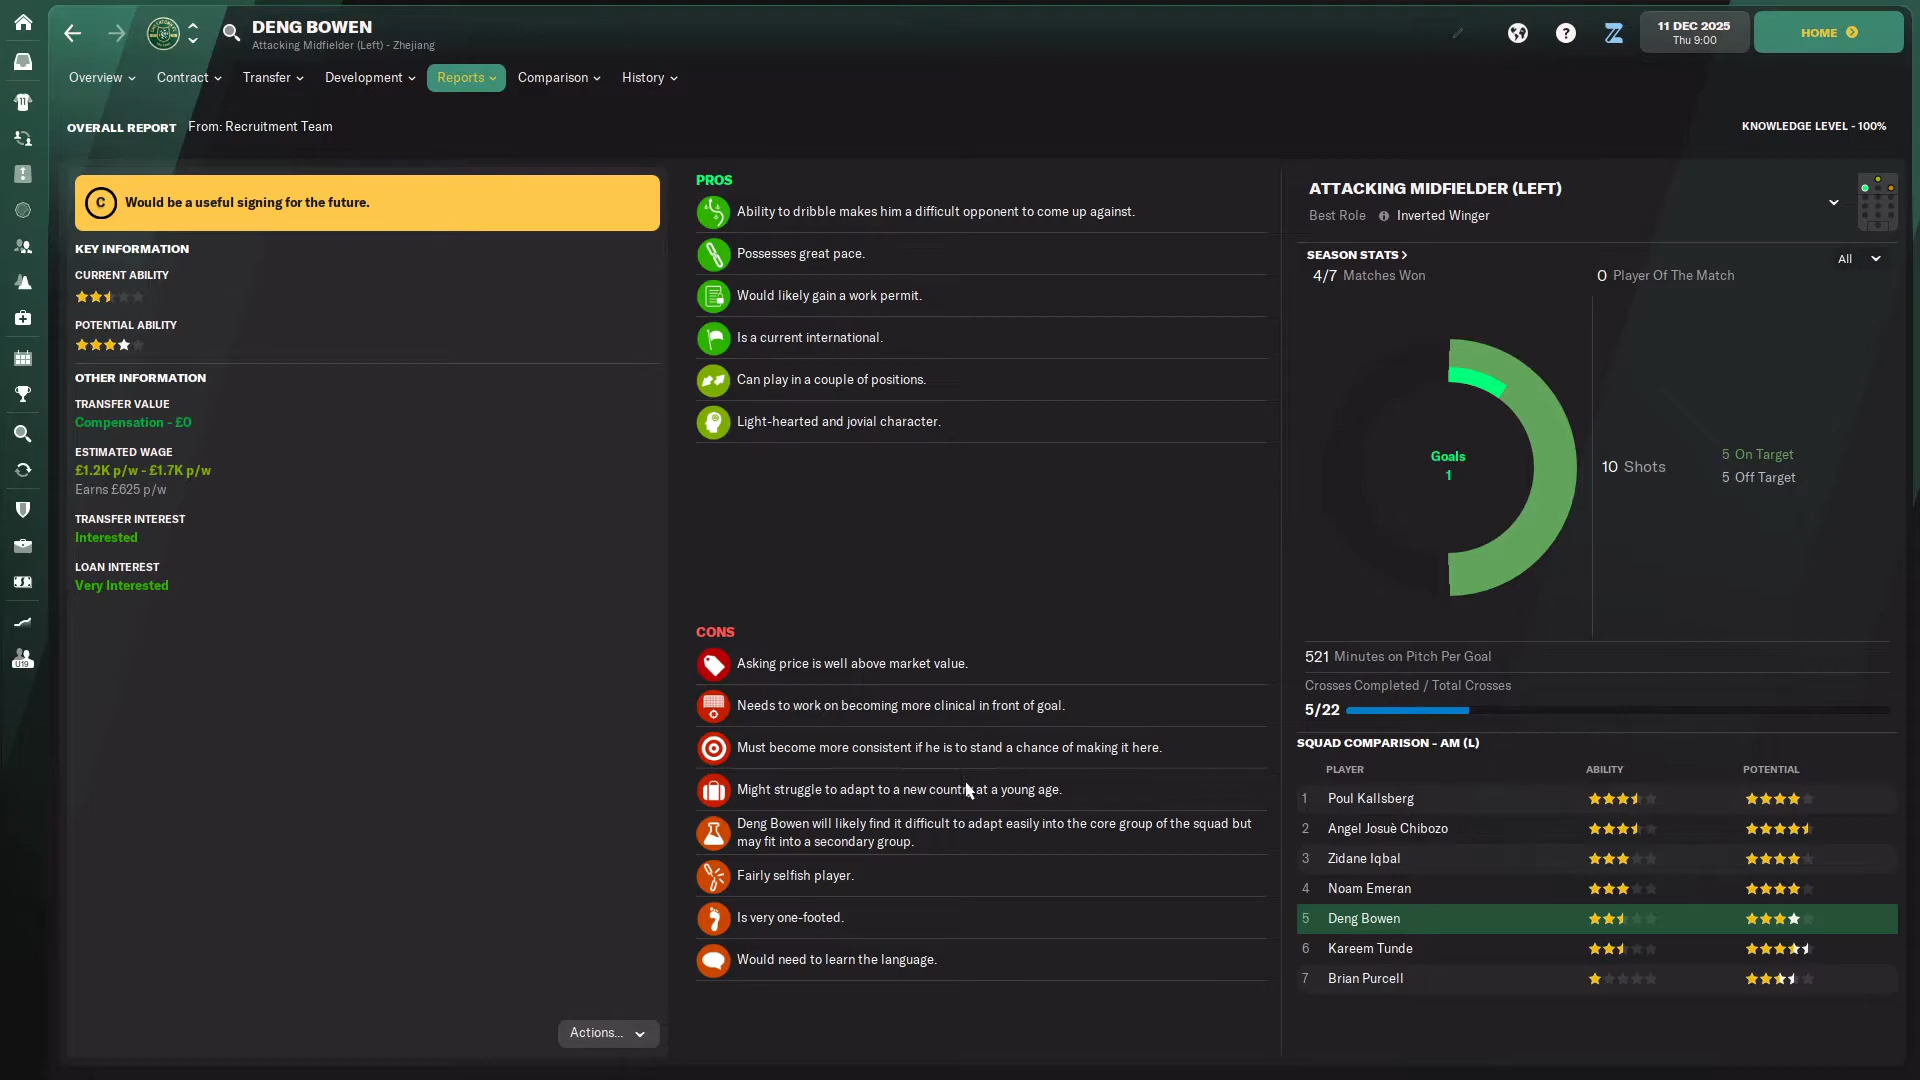 DENG BOWEN
Attacking Midfielder (Left) - Zhejiang
11 DEC 2025
Thu 9:00
HOME
Overview
Contract
Transfer
Development
Reports
Comparison
History
OVERALL REPORT From: Recruitment Team
KNOWLEDGE LEVEL - 100%
C Would be a useful signing for the future.
KEY INFORMATION
CURRENT ABILITY
POTENTIAL ABILITY
OTHER INFORMATION
TRANSFER VALUE
Compensation - £0
ESTIMATED WAGE
£1.2K p/w - £1.7K p/w
Earns £625 p/w
TRANSFER INTEREST
Interested
LOAN INTEREST
Very Interested
Actions...
U19
PROS
Ability to dribble makes him a difficult opponent to come up against.
Possesses great pace.
Would likely gain a work permit.
Is a current international.
Can play in a couple of positions.
Light-hearted and jovial character.
CONS
Asking price is well above market value.
Needs to work on becoming more clinical in front of goal.
Must become more consistent if he is to stand a chance of making it here.
Might struggle to adapt to a new country at a young age.
Deng Bowen will likely find it difficult to adapt easily into the core group of the squad but
may fit into a secondary group.
Fairly selfish player.
Is very one-footed.
Would need to learn the language.
ATTACKING MIDFIELDER (LEFT)
Best Role Inverted Winger
SEASON STATS
All
4/7 Matches Won
0 Player Of The Match
Goals
1
10 Shots
5 On Target
5 Off Target
521 Minutes on Pitch Per Goal
Crosses Completed / Total Crosses
5/22
SQUAD COMPARISON - AM (L)
PLAYER ABILITY POTENTIAL
1 Poul Kallsberg
2 Angel Josuè Chibozo
3 Zidane Iqbal
4 Noam Emeran
5 Deng Bowen
6 Kareem Tunde
7 Brian Purcell